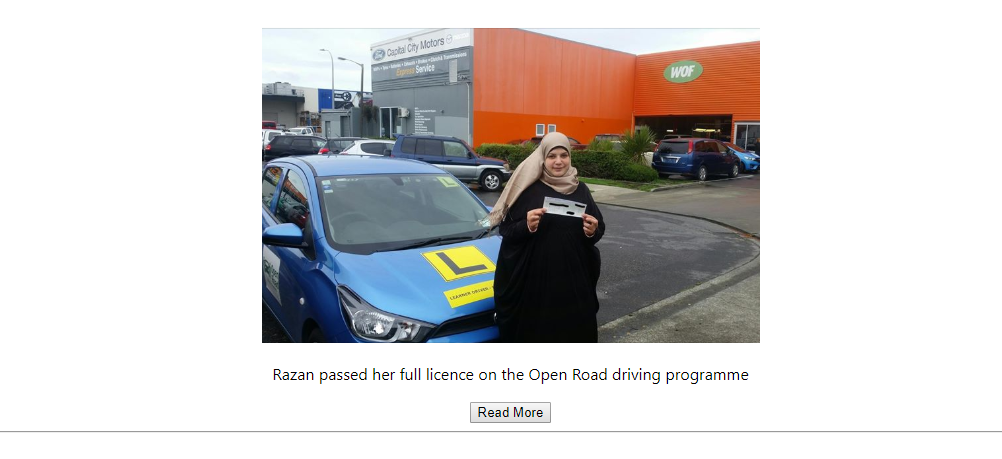 Ford Capital City Motors
Express Service
WOF
L
L
LEARNER DRIVER
Razan passed her full licence on the Open Road driving programme
Read More